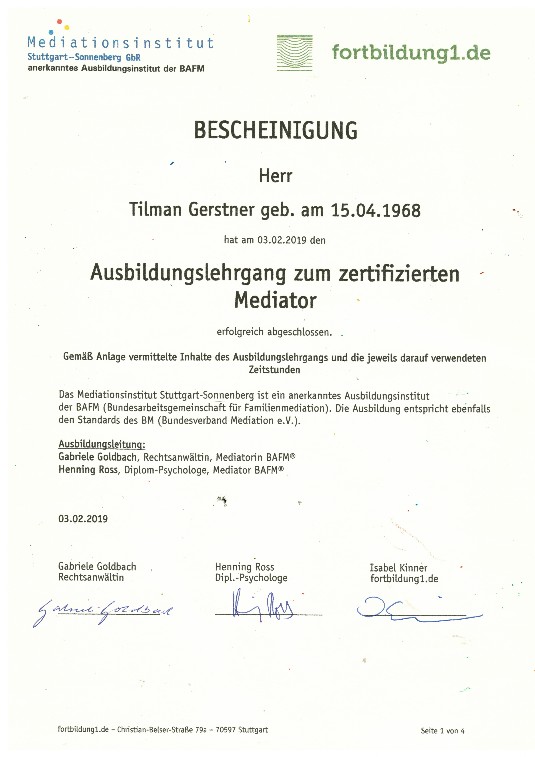 Mediationsinstitut
Stuttgart-Sonnenberg GbR
anerkanntes Ausbildungsinstitut der BAFM
fortbildung1.de
BESCHEINIGUNG
Herr
Tilman Gerstner geb. am 15.04.1968
hat am 03.02.2019 den
Ausbildungslehrgang zum zertifizierten
Mediator
erfolgreich abgeschlossen.
Gemäß Anlage vermittelte Inhalte des Ausbildungslehrgangs und die jeweils darauf verwendeten
Zeitstunden
Das Mediationsinstitut Stuttgart-Sonnenberg ist ein anerkanntes Ausbildungsinstitut
der BAFM (Bundesarbeitsgemeinschaft für Familienmediation). Die Ausbildung entspricht ebenfalls
den Standards des BM (Bundesverband Mediation e.V.).
Ausbildungsleitung:
Gabriele Goldbach, Rechtsanwältin, Mediatorin BAFM®
Henning Ross, Diplom-Psychologe, Mediator BAFM®
03.02.2019
Gabriele Goldbach Henning Ross Isabel Kinner
Rechtsanwältin Dipl.-Psychologe fortbildung1.de
Gabriele Goldbach
fortbildung1.de – Christian-Belser-Straße 79a – 70597 Stuttgart Seite 1 von 4